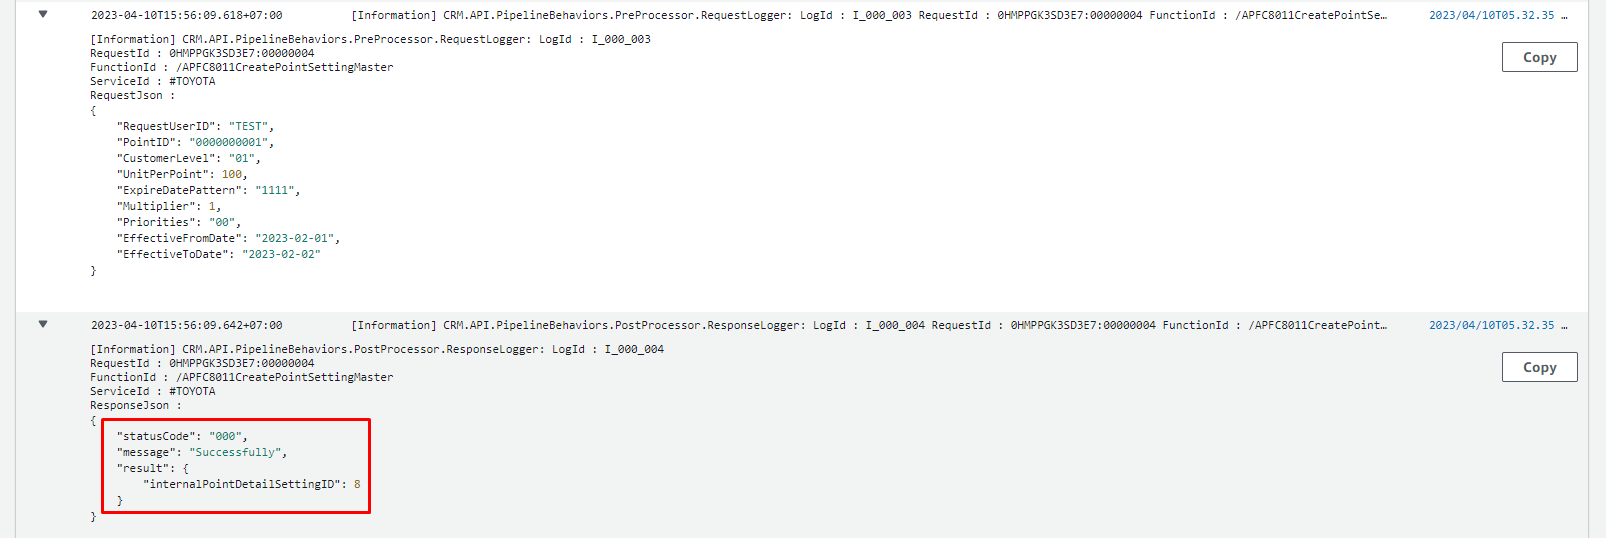 2023-04-10T15:56:09.618+07:00 [Information] CRM.API.PipelineBehaviors.PreProcessor.RequestLogger: LogId : I_000_003 RequestId : 0HMPPGK3SD3E7:00000004 FunctionId : /APFC8011CreatePointSe… 2023/04/10T05.32.35 …
[Information] CRM.API.PipelineBehaviors.PreProcessor.RequestLogger: LogId : I_000_003
Copy
RequestId : 0HMPPGK3SD3E7:00000004
FunctionId : /APFC8011CreatePointSettingMaster
ServiceId : #TOYOTA
RequestJson :
{
"RequestUserID": "TEST",
"PointID": "0000000001",
"CustomerLevel": "01",
"UnitPerPoint": 100,
"ExpireDatePattern": "1111",
"Multiplier": 1,
"Priorities": "00",
"EffectiveFromDate": "2023-02-01",
"EffectiveToDate": "2023-02-02"
}
2023-04-10T15:56:09.642+07:00 [Information] CRM.API.PipelineBehaviors.PostProcessor.ResponseLogger: LogId : I_000_004 RequestId : 0HMPPGK3SD3E7:00000004 FunctionId : /APFC8011CreatePoint… 2023/04/10T05.32.35 …
[Information] CRM.API.PipelineBehaviors.PostProcessor.ResponseLogger: LogId : I_000_004
Copy
RequestId : 0HMPPGK3SD3E7:00000004
FunctionId : /APFC8011CreatePointSettingMaster
ServiceId : #TOYOTA
ResponseJson :
{
"statusCode": "000",
"message": "Successfully",
"result": {
"internalPointDetailSettingID": 8
}
}